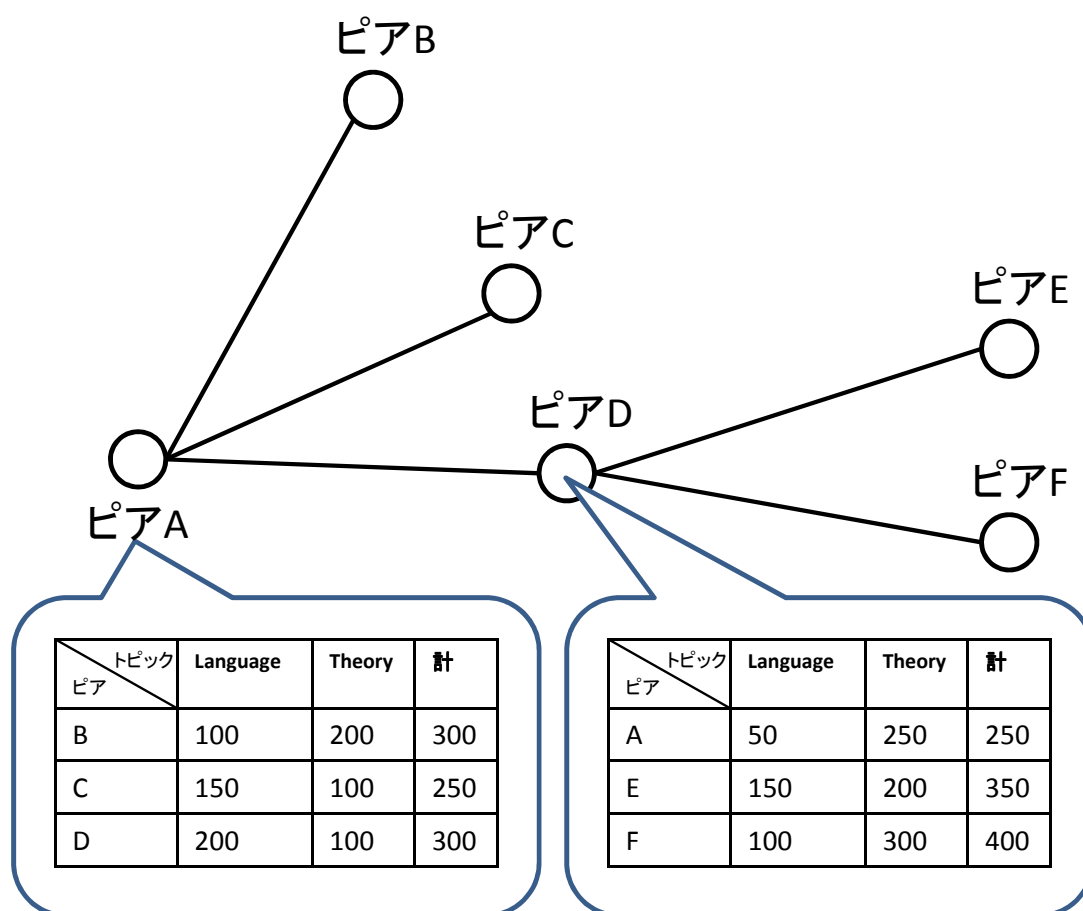 ピアB
ピアC
ピアE
ピアD
ピアF
ピアA
トピック
ピア Language Theory 計
B 100 200 300
C 150 100 250
D 200 100 300
トピック
ピア Language Theory 計
A 50 250 250
E 150 200 350
F 100 300 400